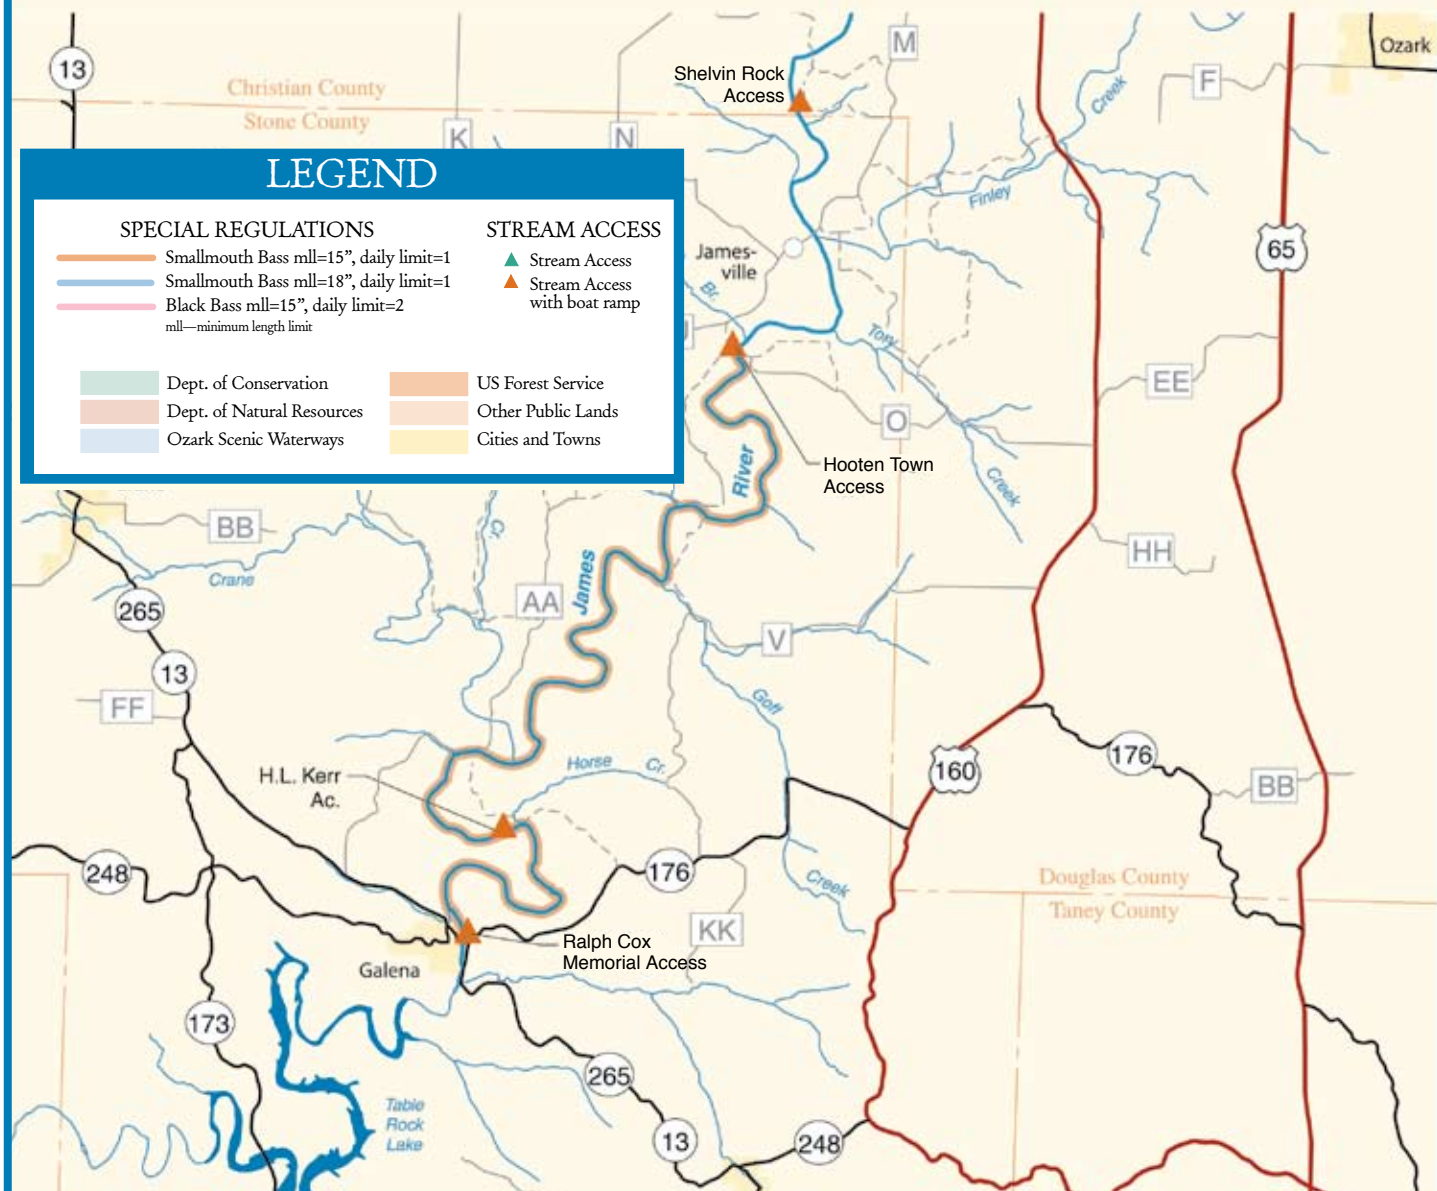 13
Christian County
Stone County
K
N
M
Shelvin Rock
Access
Creek
F
Ozark
LEGEND
SPECIAL REGULATIONS
Smallmouth Bass mll=15”, daily limit=1
Smallmouth Bass mll=18”, daily limit=1
Black Bass mll=15”, daily limit=2
mll—minimum length limit
STREAM ACCESS
Stream Access
Stream Access
with boat ramp
Dept. of Conservation
Dept. of Natural Resources
Ozark Scenic Waterways
US Forest Service
Other Public Lands
Cities and Towns
Finley
James-
ville
Br.
65
Tory
EE
O
Hooten Town
Access
Creek
River
BB
Cr.
Crane
265
AA
James
HH
V
13
FF
Goff
H.L. Kerr
Ac.
Horse
Cr.
160
176
BB
248
176
Creek
Douglas County
Taney County
KK
Ralph Cox
Memorial Access
Galena
173
265
Table
Rock
Lake
13
248